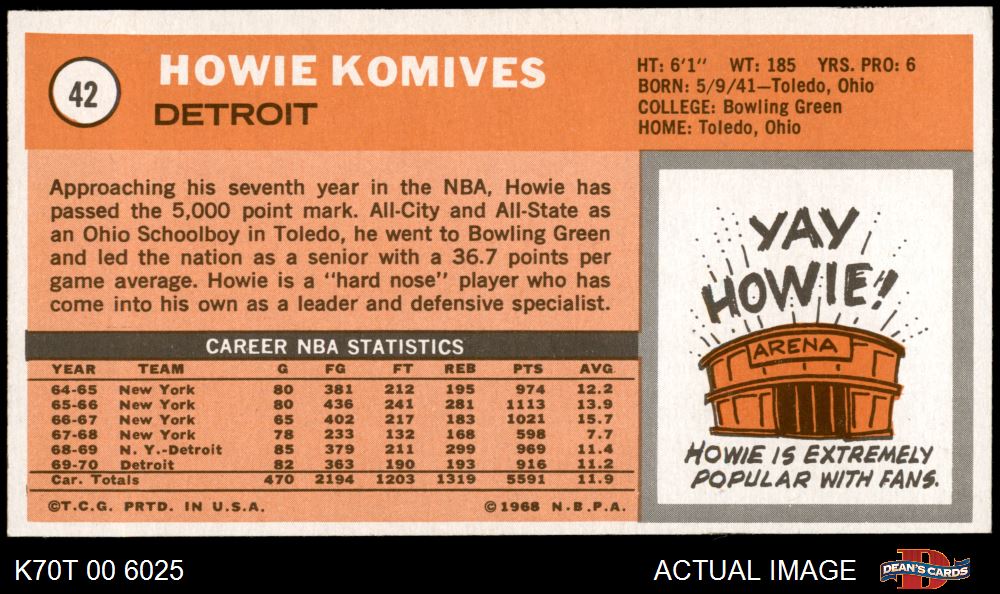 42
HOWIE KOMIVES
DETROIT
HT: 6'1" WT: 185 YRS. PRO: 6
BORN: 5/9/41—Toledo, Ohio
COLLEGE: Bowling Green
HOME: Toledo, Ohio
Approaching his seventh year in the NBA, Howie has
passed the 5,000 point mark. All-City and All-State as
an Ohio Schoolboy in Toledo, he went to Bowling Green
and led the nation as a senior with a 36.7 points per
game average. Howie is a "hard nose" player who has
come into his own as a leader and defensive specialist.
YAY
HOWIE!
ARENA
HOWIE IS EXTREMELY
POPULAR WITH FANS.
CAREER NBA STATISTICS
YEAR TEAM G FG FT REB PTS AVG
64-65 New York 80 381 212 195 974 12.2
65-66 New York 80 436 241 281 1113 13.9
66-67 New York 65 402 217 183 1021 15.7
67-68 New York 78 233 132 168 598 7.7
68-69 N. Y.-Detroit 85 379 211 299 969 11.4
69-70 Detroit 82 363 190 193 916 11.2
Car. Totals 470 2194 1203 1319 5591 11.9
©T.C.G. PRTD. IN U.S.A. ©1968 N.B.P.A.
K70T 00 6025
ACTUAL IMAGE
D
DEAN'S CARDS